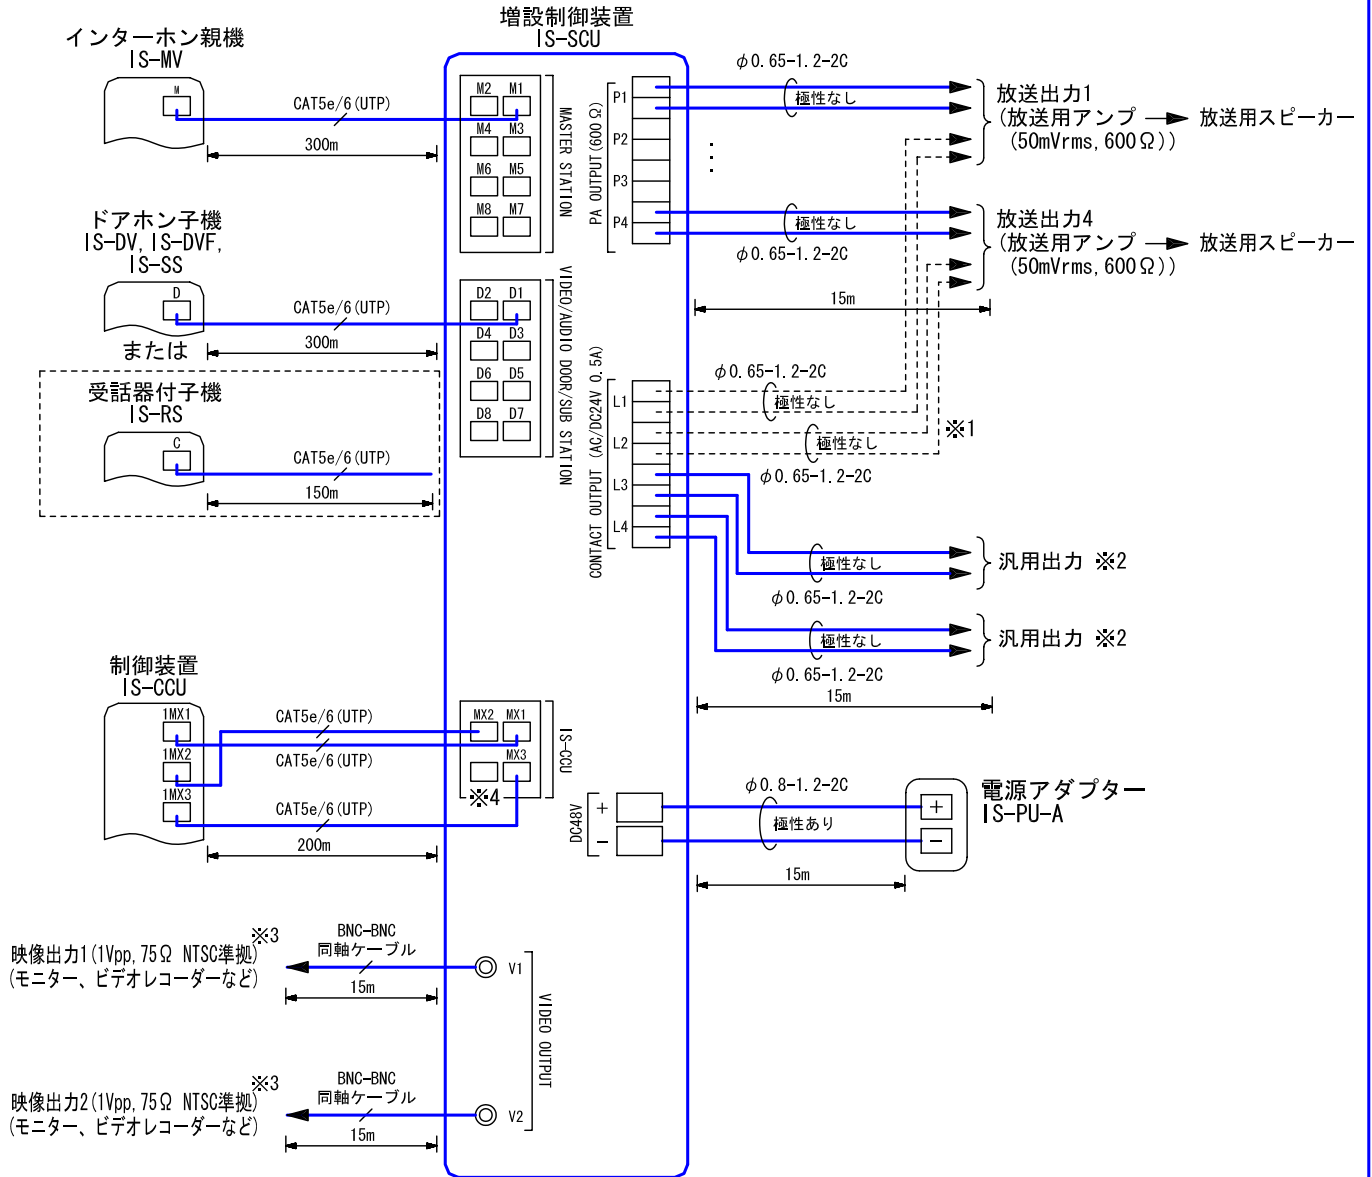 増設制御装置
IS-SCU
インターホン親機
IS-MV
M
CAT5e/6(UTP)
300m
M2 M1
M4 M3
M6 M5
M8 M7
MASTER STATION
ドアホン子機
IS-DV, IS-DVF,
IS-SS
D
CAT5e/6(UTP)
300m
または
D2 D1
D4 D3
D6 D5
D8 D7
VIDEO/AUDIO DOOR/SUB STATION
受話器付子機
IS-RS
C
CAT5e/6(UTP)
150m
P1
P2
P3
P4
PA OUTPUT(600Ω)
φ0.65-1.2-2C
極性なし
放送出力1
(放送用アンプ → 放送用スピーカー
(50mVrms, 600Ω))
極性なし
φ0.65-1.2-2C
放送出力4
(放送用アンプ → 放送用スピーカー
(50mVrms, 600Ω))
15m
L1
L2
L3
L4
CONTACT OUTPUT (AC/DC24V 0.5A)
φ0.65-1.2-2C
極性なし
※1
極性なし
φ0.65-1.2-2C
極性なし
φ0.65-1.2-2C
汎用出力 ※2
極性なし
φ0.65-1.2-2C
汎用出力 ※2
15m
制御装置
IS-CCU
1MX1
1MX2
1MX3
CAT5e/6(UTP)
CAT5e/6(UTP)
CAT5e/6(UTP)
200m
MX2 MX1
MX3
※4
IS-CCU
DC48V
+
−
φ0.8-1.2-2C
極性あり
15m
+
−
電源アダプター
IS-PU-A
映像出力1(1Vpp, 75Ω NTSC準拠)※3
(モニター、ビデオレコーダーなど)
BNC-BNC
同軸ケーブル
15m
V1
VIDEO OUTPUT
映像出力2(1Vpp, 75Ω NTSC準拠)※3
(モニター、ビデオレコーダーなど)
BNC-BNC
同軸ケーブル
15m
V2